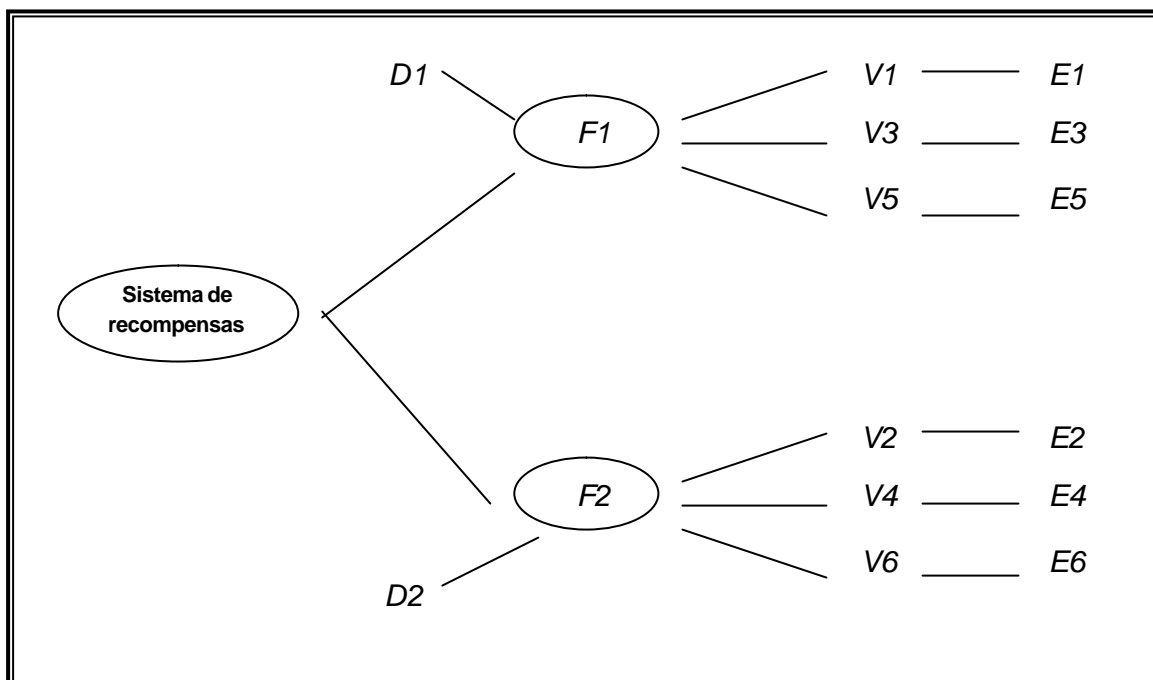 D1
F1
V1 E1
V3 E3
V5 E5
Sistema de
recompensas
V2 E2
F2
V4 E4
V6 E6
D2